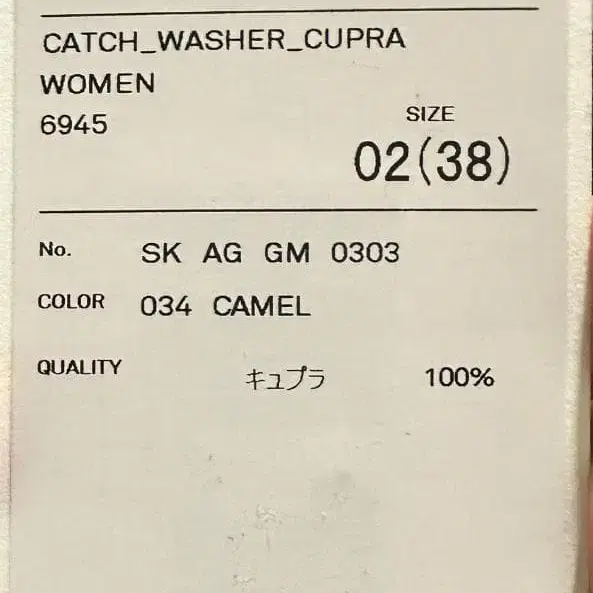 CATCH_WASHER_CUPRA
WOMEN
6945
SIZE
02(38)
No. SK AG GM 0303
COLOR 034 CAMEL
QUALITY キュプラ 100%